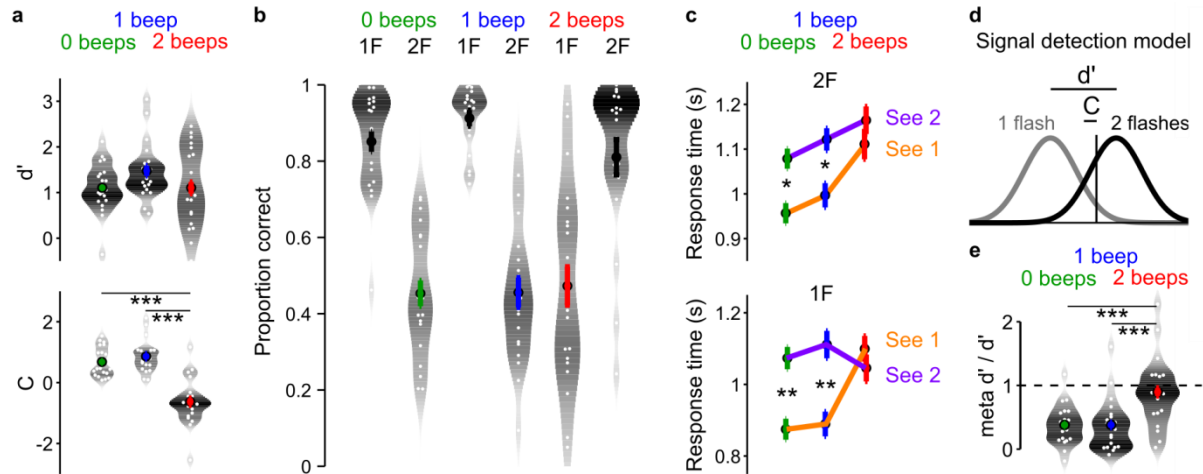 a
1 beep
0 beeps
2 beeps
d'
3
2
1
0
***
***
C
2
0
-2
b
0 beeps
1 beep
2 beeps
1F
2F
1F
2F
1F
2F
Proportion correct
1
0.8
0.6
0.4
0.2
0
c
1 beep
0 beeps
2 beeps
2F
Response time (s)
1.2
1.1
1
0.9
See 2
See 1
*
*
1F
Response time (s)
1.2
1
0.8
See 1
See 2
**
**
d
Signal detection model
d'
C
1 flash
2 flashes
e
1 beep
0 beeps
2 beeps
***
***
meta d' / d'
2
1
0